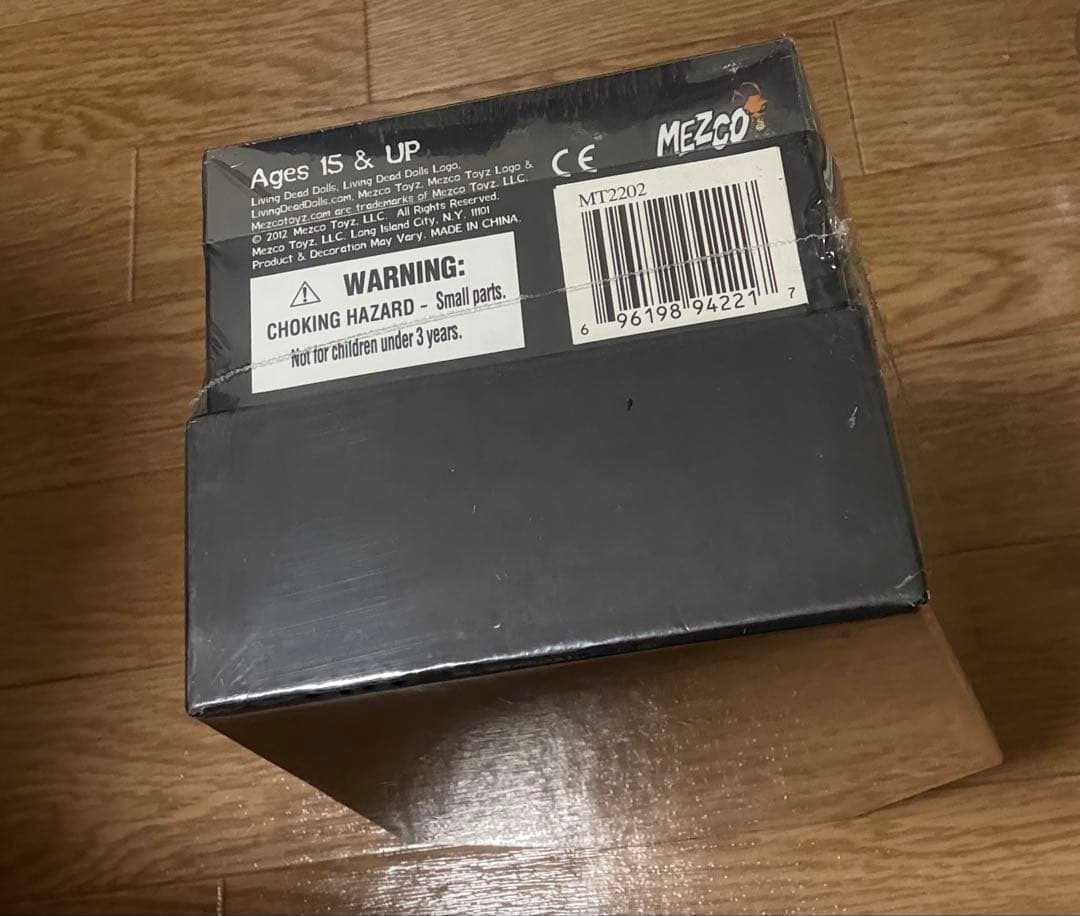 Ages 15 & UP
Living Dead Dolls, Living Dead Dolls Logo,
LivingDeadDolls.com, Mezco Toyz, Mezco Toyz Logo &
Mezcotoyz.com are trademarks of Mezco Toyz, LLC.
© 2012 Mezco Toyz, LLC. All Rights Reserved.
Mezco Toyz, LLC. Long Island City, N.Y. 11101
Product & Decoration May Vary. MADE IN CHINA.
CE
MEZCO
WARNING:
CHOKING HAZARD – Small parts.
Not for children under 3 years.
MT2202
6 96198 94221 7